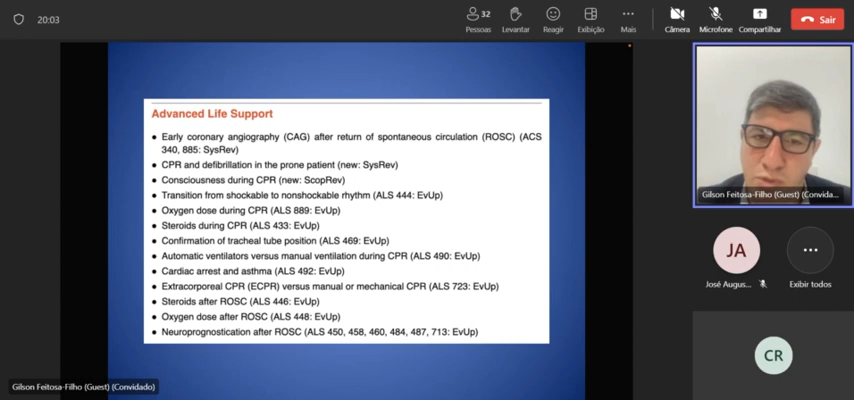 20:03
32
Pessoas
Levantar
Reagir
Exibição
Mais
Câmera
Microfone
Compartilhar
Sair
Advanced Life Support
• Early coronary angiography (CAG) after return of spontaneous circulation (ROSC) (ACS
340, 885: SysRev)
• CPR and defibrillation in the prone patient (new: SysRev)
• Consciousness during CPR (new: ScopRev)
• Transition from shockable to nonshockable rhythm (ALS 444: EvUp)
• Oxygen dose during CPR (ALS 889: EvUp)
• Steroids during CPR (ALS 433: EvUp)
• Confirmation of tracheal tube position (ALS 469: EvUp)
• Automatic ventilators versus manual ventilation during CPR (ALS 490: EvUp)
• Cardiac arrest and asthma (ALS 492: EvUp)
• Extracorporeal CPR (ECPR) versus manual or mechanical CPR (ALS 723: EvUp)
• Steroids after ROSC (ALS 446: EvUp)
• Oxygen dose after ROSC (ALS 448: EvUp)
• Neuroprognostication after ROSC (ALS 450, 458, 460, 484, 487, 713: EvUp)
Gilson Feitosa-Filho (Guest) (Convidado)
Gilson Feitosa-Filho (Guest) (Convida...
JA
José Augus...
Exibir todos
CR